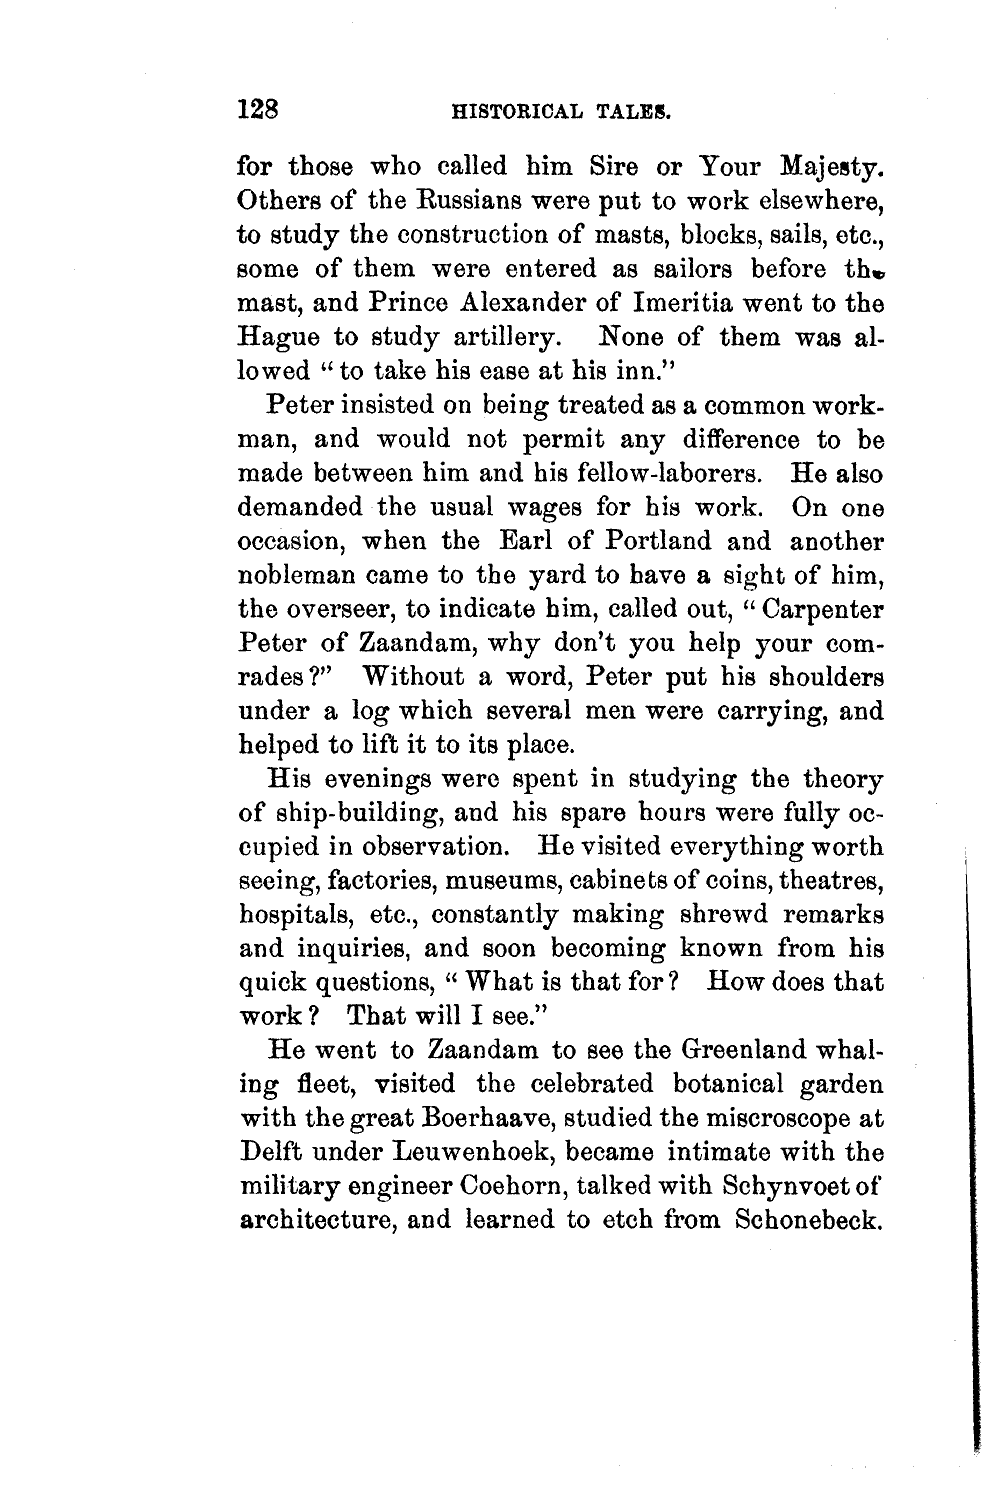 128 HISTORICAL TALES.
for those who called him Sire or Your Majesty.
Others of the Russians were put to work elsewhere,
to study the construction of masts, blocks, sails, etc.,
some of them were entered as sailors before the
mast, and Prince Alexander of Imeritia went to the
Hague to study artillery. None of them was al-
lowed “to take his ease at his inn.”
Peter insisted on being treated as a common work-
man, and would not permit any difference to be
made between him and his fellow-laborers. He also
demanded the usual wages for his work. On one
occasion, when the Earl of Portland and another
nobleman came to the yard to have a sight of him,
the overseer, to indicate him, called out, “Carpenter
Peter of Zaandam, why don’t you help your com-
rades?” Without a word, Peter put his shoulders
under a log which several men were carrying, and
helped to lift it to its place.
His evenings were spent in studying the theory
of ship-building, and his spare hours were fully oc-
cupied in observation. He visited everything worth
seeing, factories, museums, cabinets of coins, theatres,
hospitals, etc., constantly making shrewd remarks
and inquiries, and soon becoming known from his
quick questions, “What is that for? How does that
work? That will I see.”
He went to Zaandam to see the Greenland whal-
ing fleet, visited the celebrated botanical garden
with the great Boerhaave, studied the miscroscope at
Delft under Leuwenhoek, became intimate with the
military engineer Coehorn, talked with Schynvoet of
architecture, and learned to etch from Schonebeck.